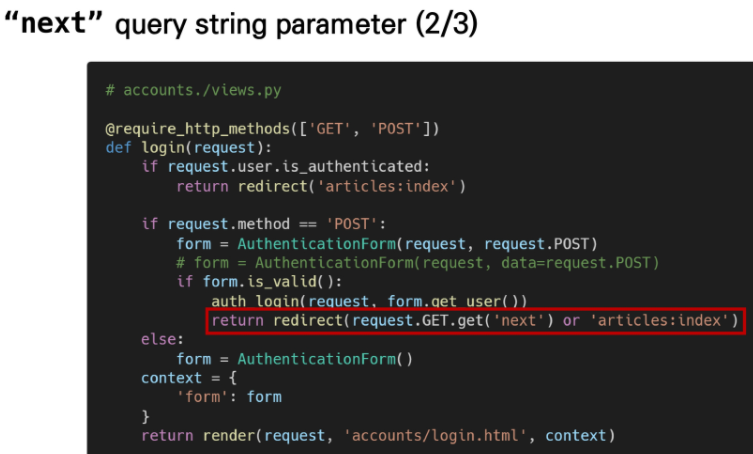 “next” query string parameter (2/3)
# accounts./views.py
@require_http_methods(['GET', 'POST'])
def login(request):
    if request.user.is_authenticated:
        return redirect('articles:index')
    if request.method == 'POST':
        form = AuthenticationForm(request, request.POST)
        # form = AuthenticationForm(request, data=request.POST)
        if form.is_valid():
            auth_login(request, form.get_user())
            return redirect(request.GET.get('next') or 'articles:index')
    else:
        form = AuthenticationForm()
    context = {
        'form': form
    }
    return render(request, 'accounts/login.html', context)